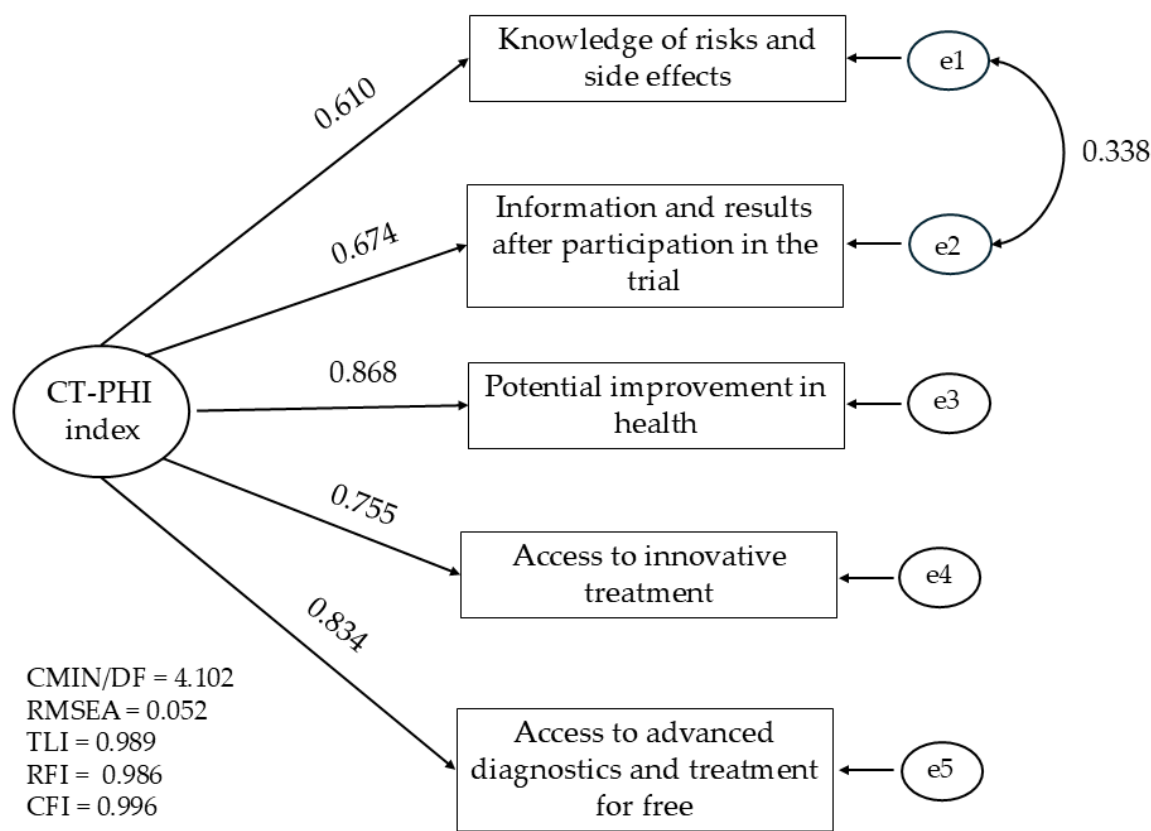 Knowledge of risks and
side effects
e1
0.610
0.338
Information and results
after participation in the
trial
e2
0.674
CT-PHI
index
0.868
Potential improvement in
health
e3
0.755
Access to innovative
treatment
e4
0.834
Access to advanced
diagnostics and treatment
for free
e5
CMIN/DF = 4.102
RMSEA = 0.052
TLI = 0.989
RFI =  0.986
CFI = 0.996